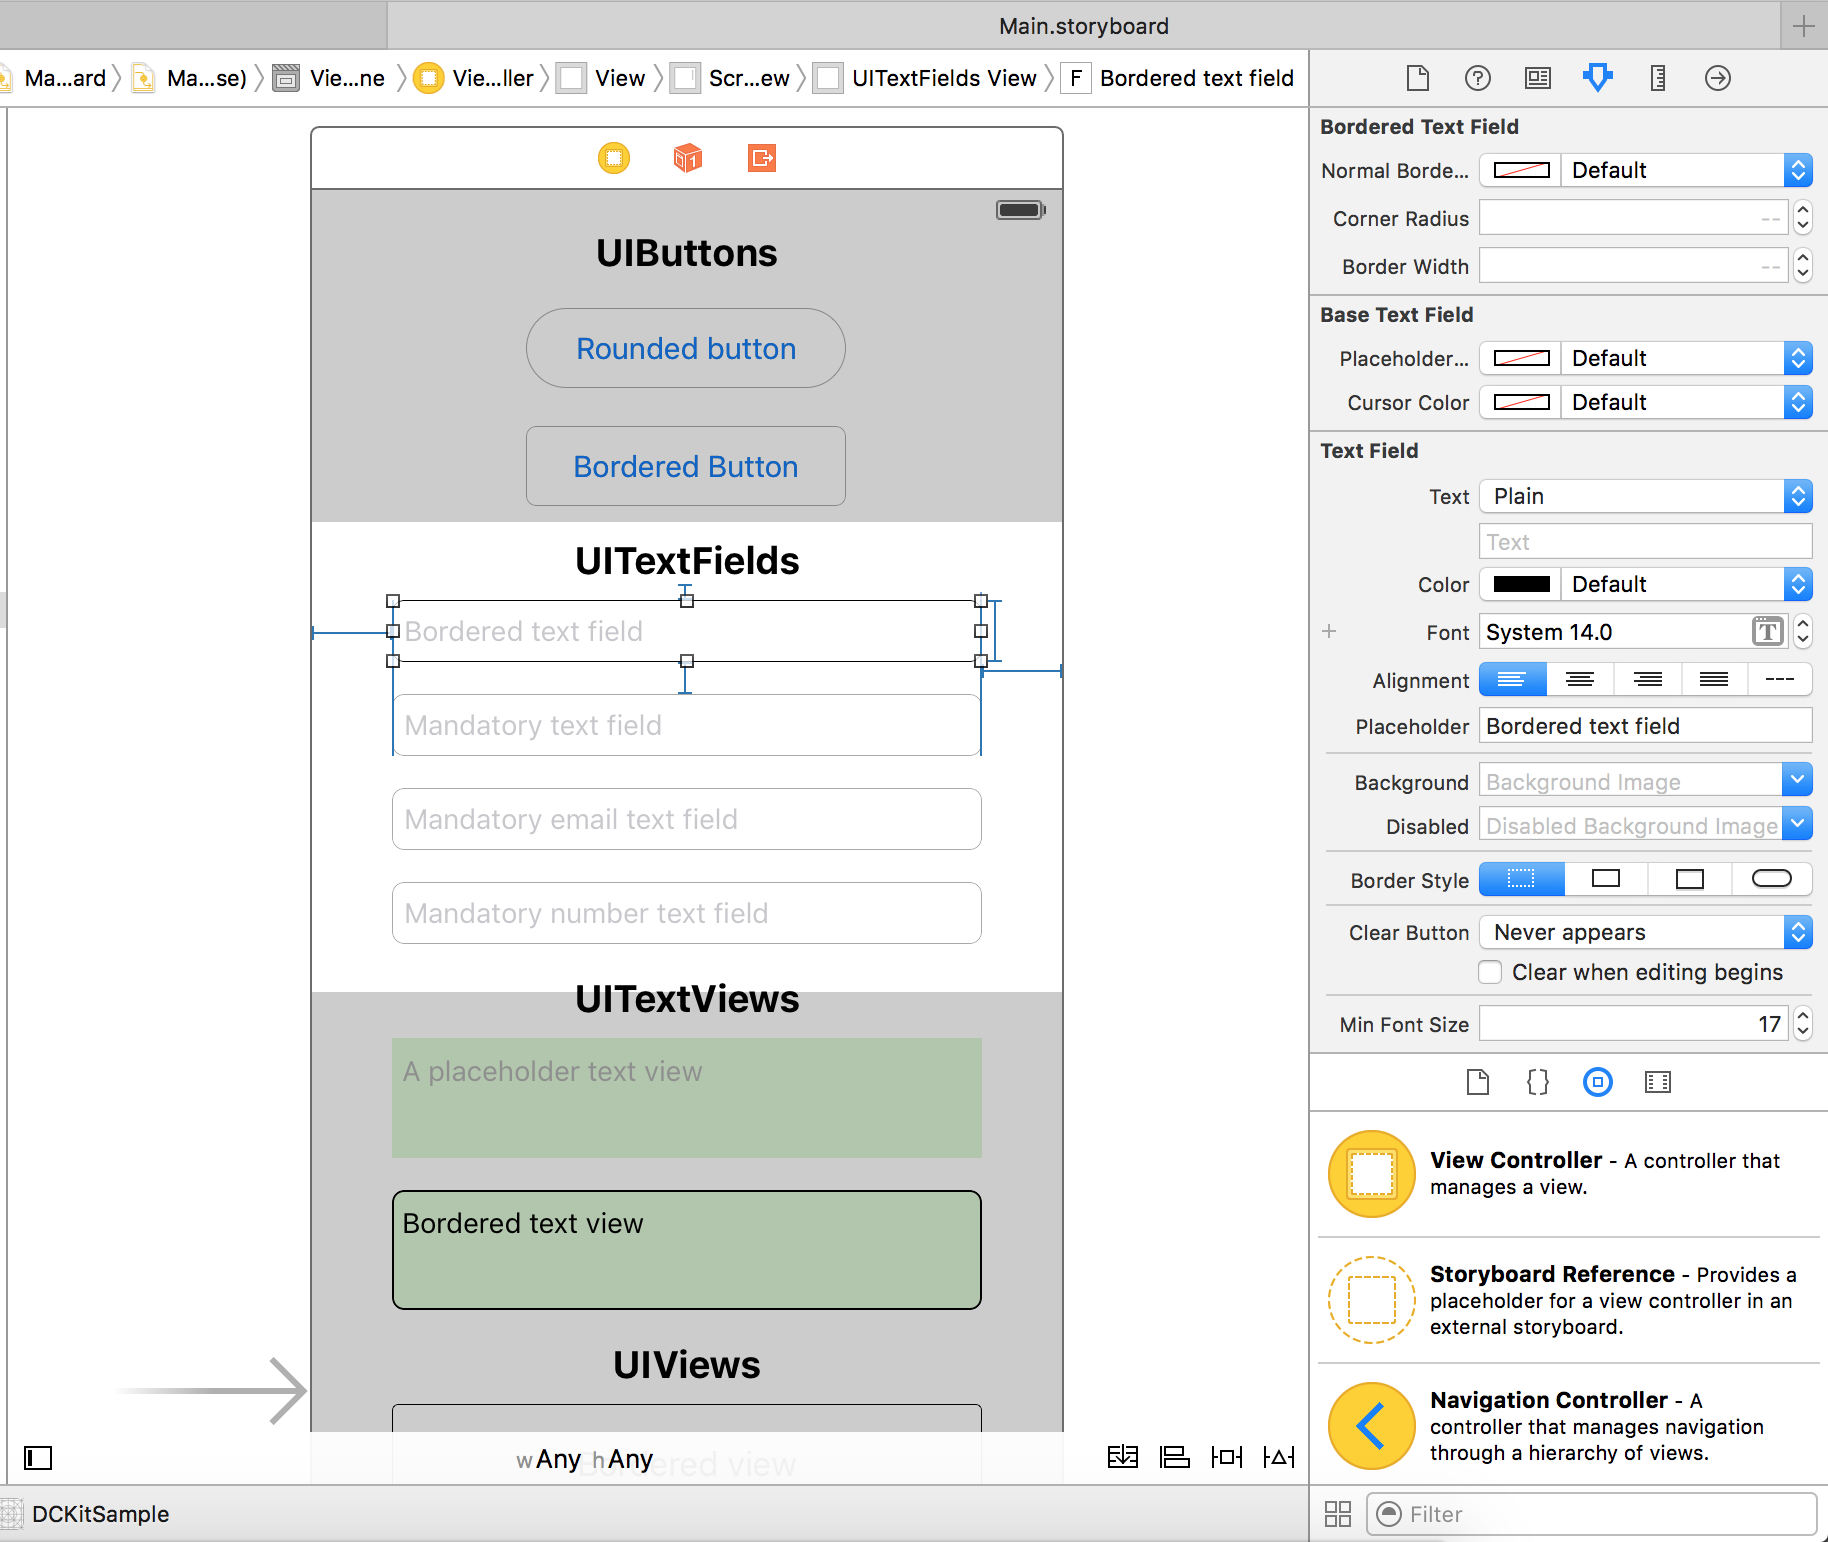 Main.storyboard
Ma...ard
Ma...se)
Vie...ne
Vie...ller
View
Scr...ew
UITextFields View
F
Bordered text field
UIButtons
Rounded button
Bordered Button
UITextFields
Bordered text field
Mandatory text field
Mandatory email text field
Mandatory number text field
UITextViews
A placeholder text view
Bordered text view
UIViews
Bordered view
wAny hAny
DCKitSample
Bordered Text Field
Normal Borde... Default
Corner Radius --
Border Width --
Base Text Field
Placeholder... Default
Cursor Color Default
Text Field
Text Plain
Text
Color Default
+ Font System 14.0 T
Alignment
Placeholder Bordered text field
Background Background Image
Disabled Disabled Background Image
Border Style
Clear Button Never appears
Clear when editing begins
Min Font Size 17
{}
View Controller - A controller that
manages a view.
Storyboard Reference - Provides a
placeholder for a view controller in an
external storyboard.
Navigation Controller - A
controller that manages navigation
through a hierarchy of views.
Filter